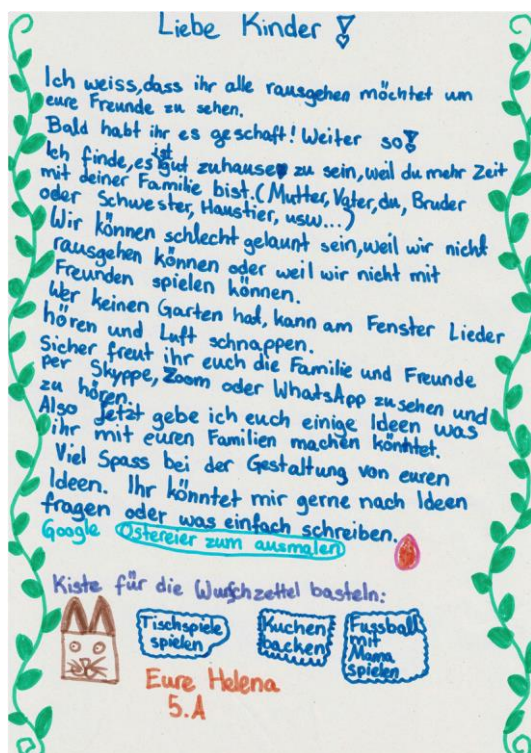 Liebe Kinder !
Ich weiss, dass ihr alle rausgehen möchtet um
eure Freunde zu sehen.
Bald habt ihr es geschaft! Weiter so!
Ich finde, es ist gut zuhause zu sein, weil du mehr Zeit
mit deiner Familie bist. (Mutter, Vater, du, Bruder
oder Schwester, Haustier, usw...)
Wir können schlecht gelaunt sein, weil wir nicht
rausgehen können oder weil wir nicht mit
Freunden spielen können.
Wer keinen Garten hat, kann am Fenster Lieder
hören und Luft schnappen.
Sicher freut ihr euch die Familie und Freunde
per Skyppe, Zoom oder WhatsApp zu sehen und
zu hören.
Also Jetzt gebe ich euch einige Ideen was
ihr mit euren Familien machen könntet.
Viel Spass bei der Gestaltung von euren
Ideen. Ihr könntet mir gerne nach Ideen
fragen oder was einfach schreiben.
Google Ostereier zum ausmalen
Kiste für die Wunschzettel basteln:
Tischspiele
spielen
Kuchen
backen
Fussball
mit
Mama
spielen
Eure Helena
5.A